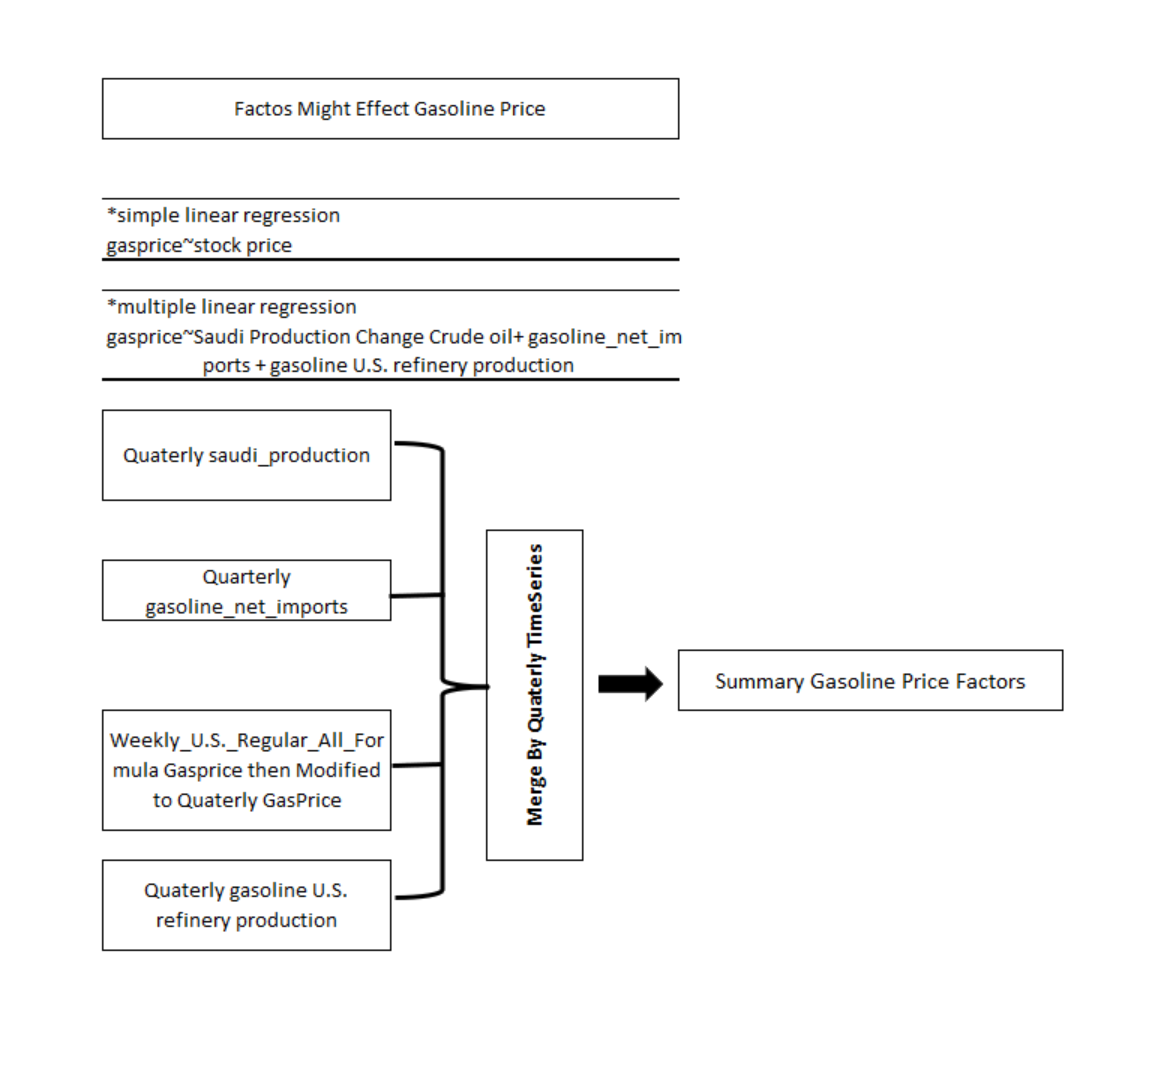 Factos Might Effect Gasoline Price
*simple linear regression
gasprice~stock price
*multiple linear regression
gasprice~Saudi Production Change Crude oil+ gasoline_net_im
ports + gasoline U.S. refinery production
Quaterly saudi_production
Quarterly
gasoline_net_imports
Weekly_U.S._Regular_All_For
mula Gasprice then Modified
to Quaterly GasPrice
Quaterly gasoline U.S.
refinery production
Merge By Quaterly TimeSeries
Summary Gasoline Price Factors